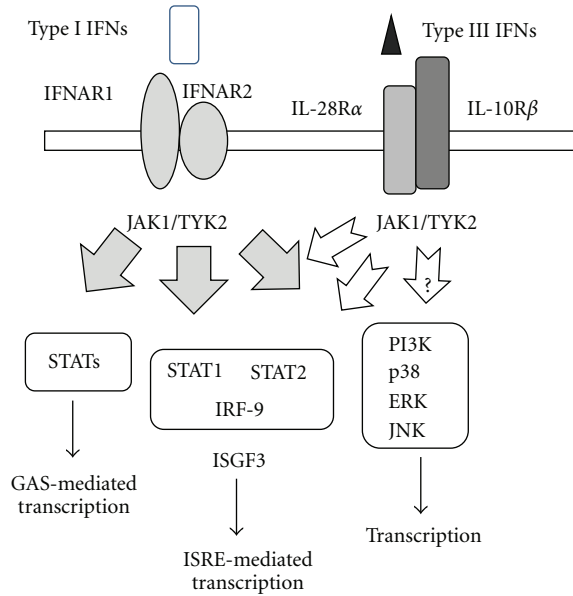 Type I IFNs
Type III IFNs
IFNAR1
IFNAR2
IL-28Rα
IL-10Rβ
JAK1/TYK2
JAK1/TYK2
?
STATs
STAT1
STAT2
IRF-9
PI3K
p38
ERK
JNK
ISGF3
GAS-mediated
transcription
Transcription
ISRE-mediated
transcription